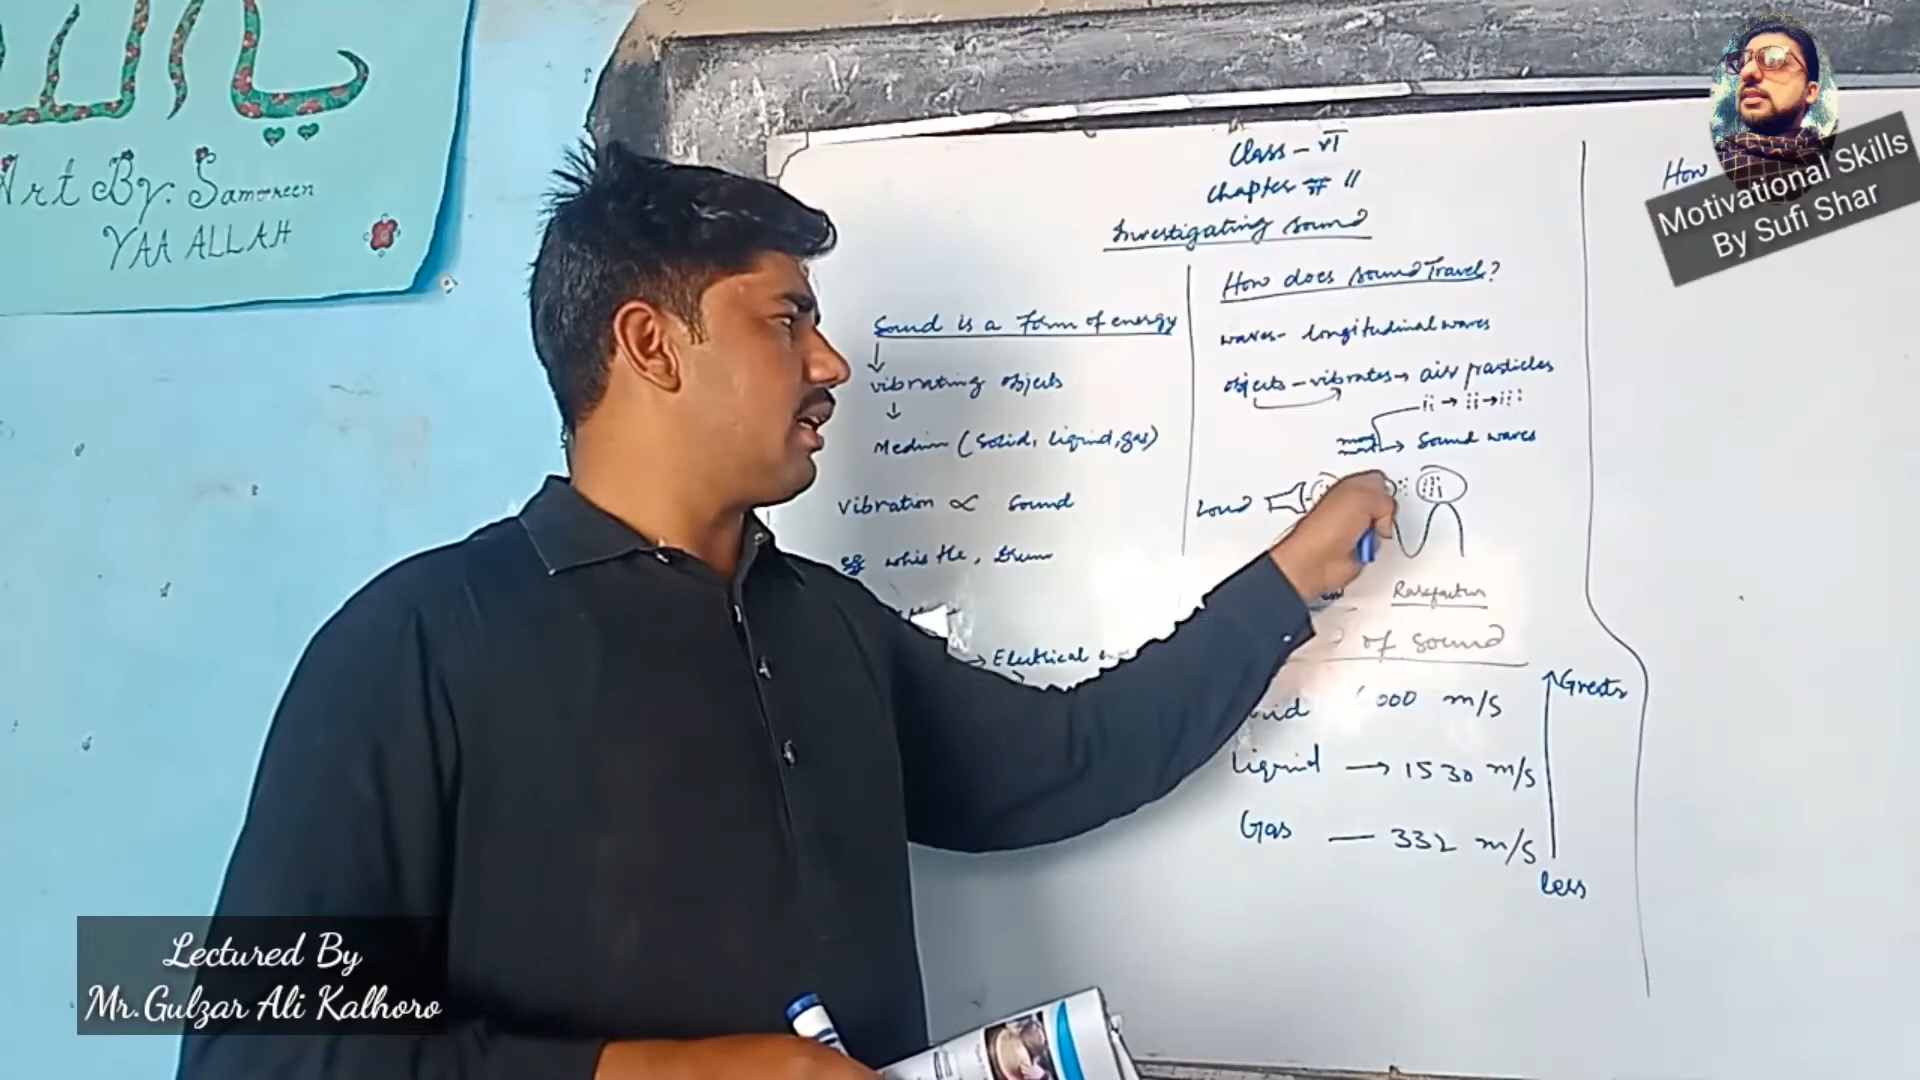 Art By: Samreen
YAA ALLAH
Class - VI
Chapter # 11
Investigating sound
Sound is a Form of energy
↓
vibrating objects
↓
Medium (Solid, liquid, gas)
vibration ∝ sound
eg whistle, Drum
→ Electrical
How does sound Travel?
waves - longitudinal waves
objects - vibrates → air particles
→ Sound waves
Loud
Rarefaction
of sound
000 m/s
liquid → 1530 m/s
Gas — 332 m/s
less
How
Motivational Skills
By Sufi Shar
Lectured By
Mr.Gulzar Ali Kalhoro